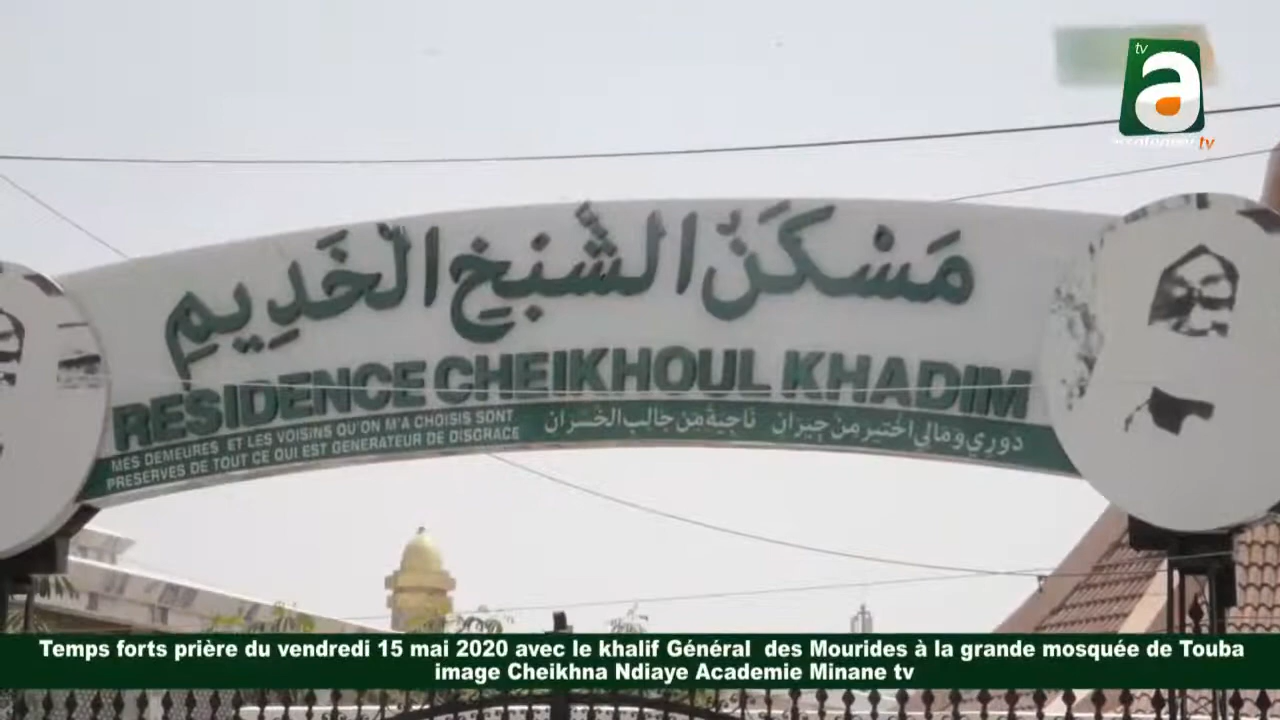 tv
a
tv
مَسْكَنُ الشَّيْخِ الْخَدِيمِ
RESIDENCE CHEIKHOUL KHADIM
MES DEMEURES ET LES VOISINS QU'ON M'A CHOISIS SONT
PRESERVES DE TOUT CE QUI EST GENERATEUR DE DISGRACE
دوري ومالي اختير من جيران ناجية من جالب الخسران
Temps forts prière du vendredi 15 mai 2020 avec le khalif Général des Mourides à la grande mosquée de Touba
image Cheikhna Ndiaye Academie Minane tv